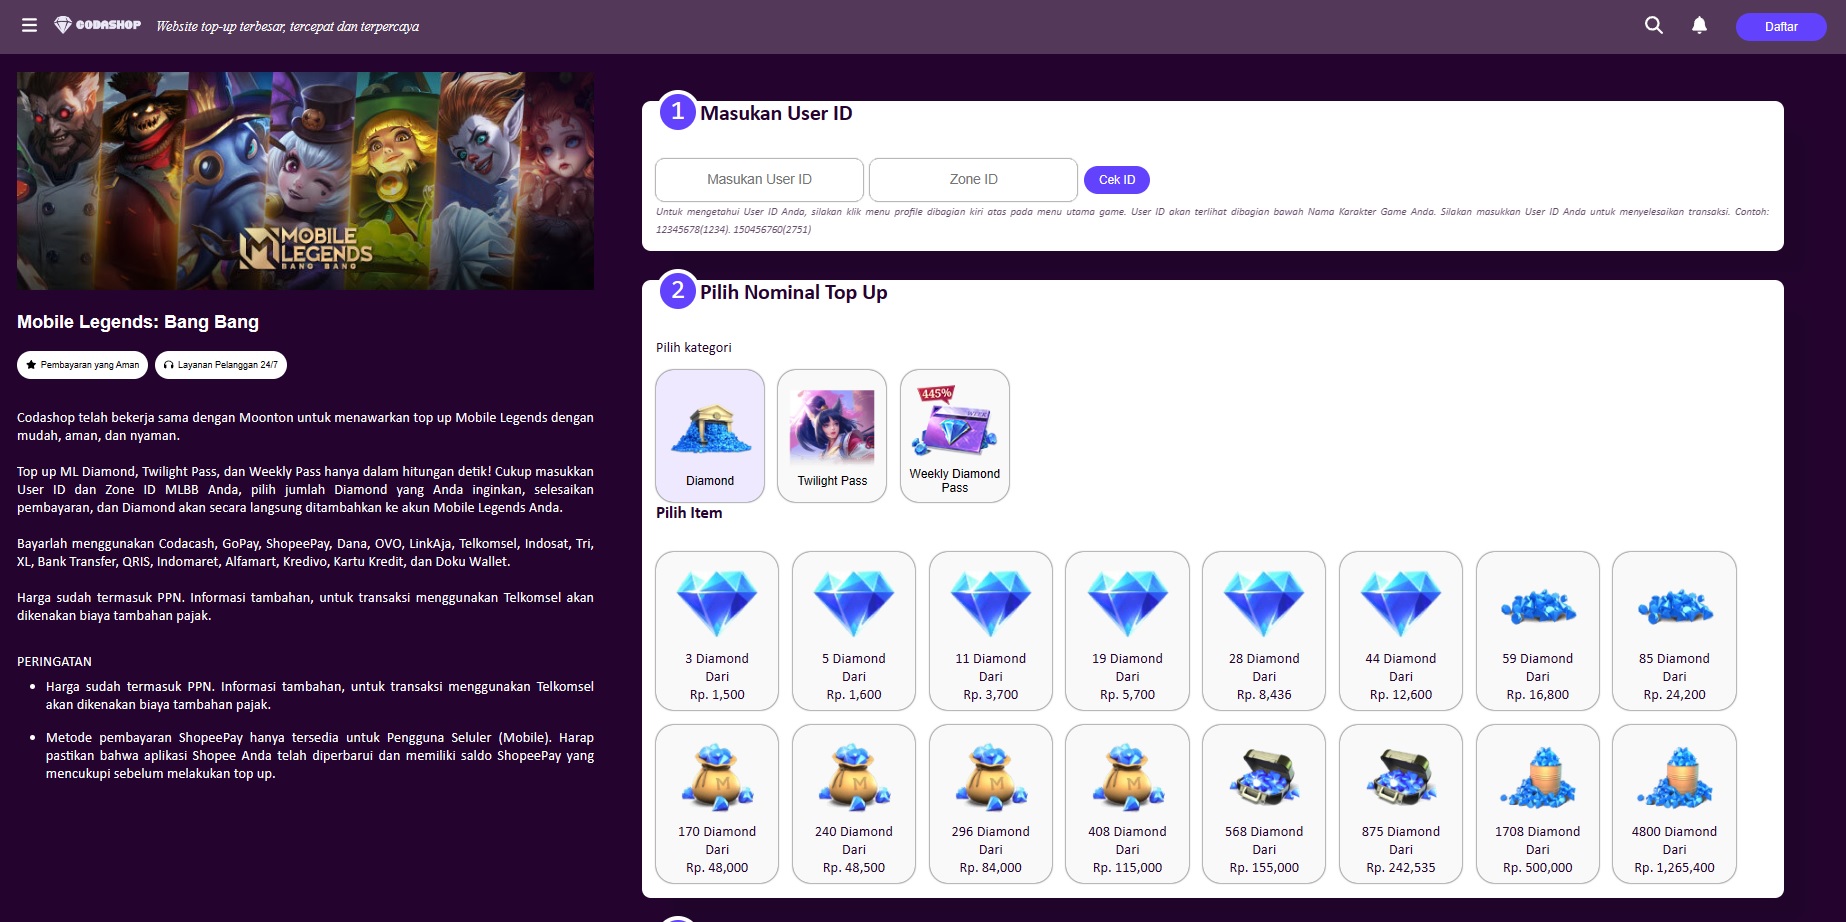 CODASHOP
Website top-up terbesar, tercepat dan terpercaya
Daftar
MOBILE
LEGENDS
BANG BANG
Mobile Legends: Bang Bang
Pembayaran yang Aman
Layanan Pelanggan 24/7
Codashop telah bekerja sama dengan Moonton untuk menawarkan top up Mobile Legends dengan
mudah, aman, dan nyaman.
Top up ML Diamond, Twilight Pass, dan Weekly Pass hanya dalam hitungan detik! Cukup masukkan
User ID dan Zone ID MLBB Anda, pilih jumlah Diamond yang Anda inginkan, selesaikan
pembayaran, dan Diamond akan secara langsung ditambahkan ke akun Mobile Legends Anda.
Bayarlah menggunakan Codacash, GoPay, ShopeePay, Dana, OVO, LinkAja, Telkomsel, Indosat, Tri,
XL, Bank Transfer, QRIS, Indomaret, Alfamart, Kredivo, Kartu Kredit, dan Doku Wallet.
Harga sudah termasuk PPN. Informasi tambahan, untuk transaksi menggunakan Telkomsel akan
dikenakan biaya tambahan pajak.
PERINGATAN
Harga sudah termasuk PPN. Informasi tambahan, untuk transaksi menggunakan Telkomsel
akan dikenakan biaya tambahan pajak.
Metode pembayaran ShopeePay hanya tersedia untuk Pengguna Seluler (Mobile). Harap
pastikan bahwa aplikasi Shopee Anda telah diperbarui dan memiliki saldo ShopeePay yang
mencukupi sebelum melakukan top up.
1 Masukan User ID
Masukan User ID
Zone ID
Cek ID
Untuk mengetahui User ID Anda, silakan klik menu profile dibagian kiri atas pada menu utama game. User ID akan terlihat dibagian bawah Nama Karakter Game Anda. Silakan masukkan User ID Anda untuk menyelesaikan transaksi. Contoh:
12345678(1234). 150456760(2751)
2 Pilih Nominal Top Up
Pilih kategori
Diamond
Twilight Pass
445%
Weekly Diamond
Pass
Pilih Item
3 Diamond
Dari
Rp. 1,500
5 Diamond
Dari
Rp. 1,600
11 Diamond
Dari
Rp. 3,700
19 Diamond
Dari
Rp. 5,700
28 Diamond
Dari
Rp. 8,436
44 Diamond
Dari
Rp. 12,600
59 Diamond
Dari
Rp. 16,800
85 Diamond
Dari
Rp. 24,200
170 Diamond
Dari
Rp. 48,000
240 Diamond
Dari
Rp. 48,500
296 Diamond
Dari
Rp. 84,000
408 Diamond
Dari
Rp. 115,000
568 Diamond
Dari
Rp. 155,000
875 Diamond
Dari
Rp. 242,535
1708 Diamond
Dari
Rp. 500,000
4800 Diamond
Dari
Rp. 1,265,400